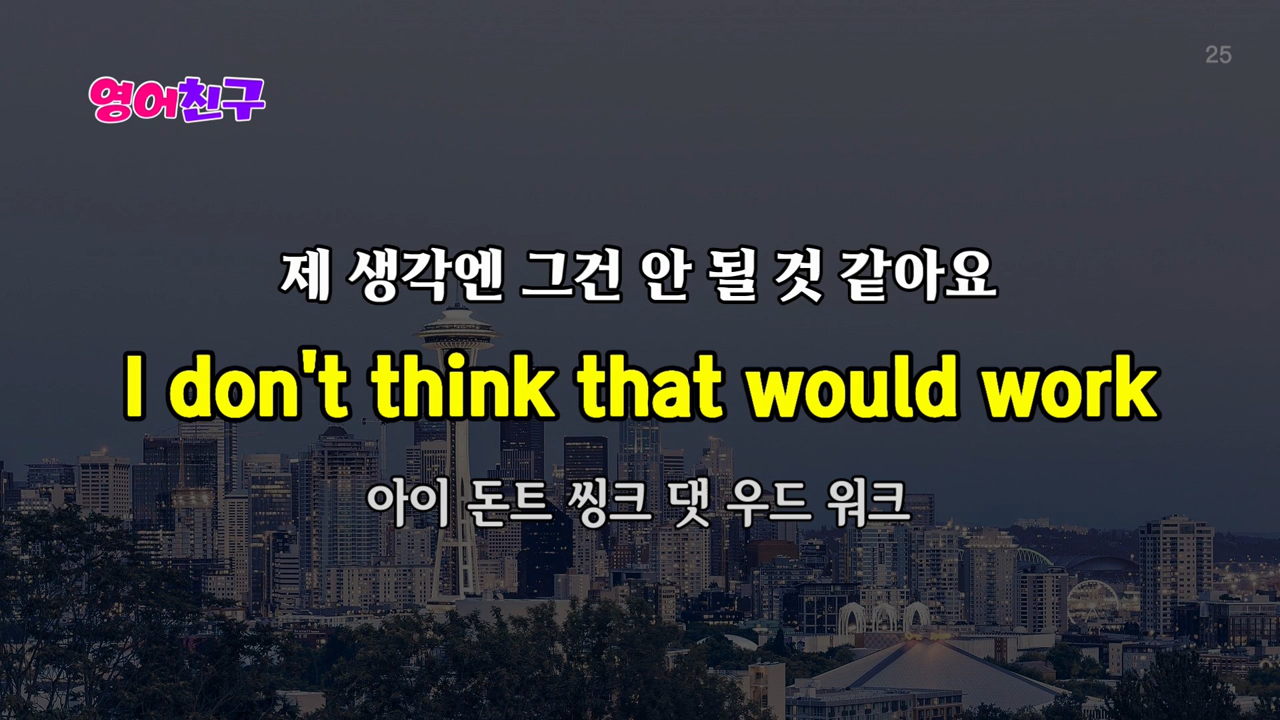 25
영어친구
제 생각엔 그건 안 될 것 같아요
I don't think that would work
아이 돈트 씽크 댓 우드 워크